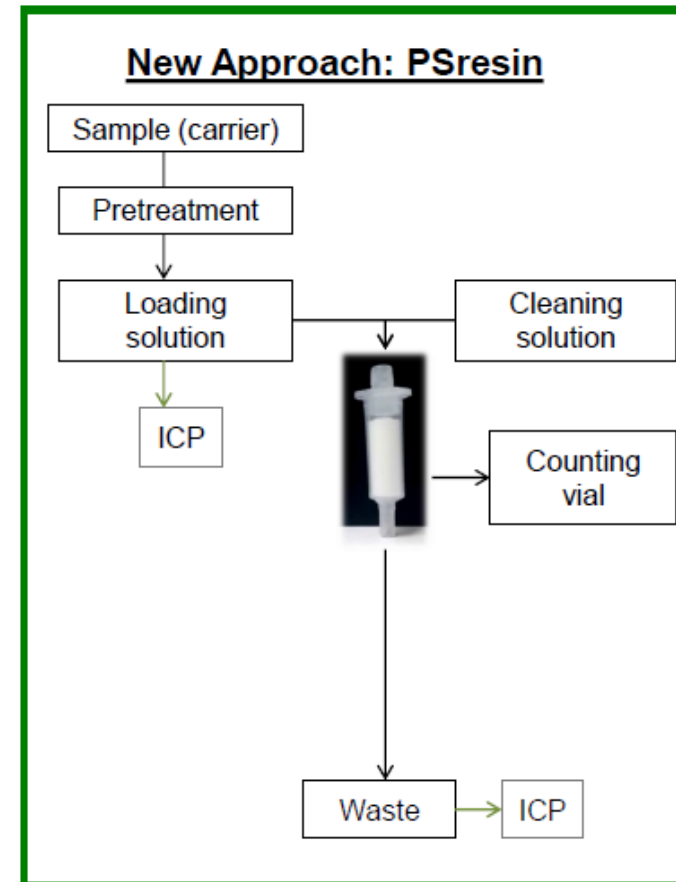 New Approach: PSresin
Sample (carrier)
Pretreatment
Loading
solution
Cleaning
solution
ICP
Counting
vial
Waste
ICP